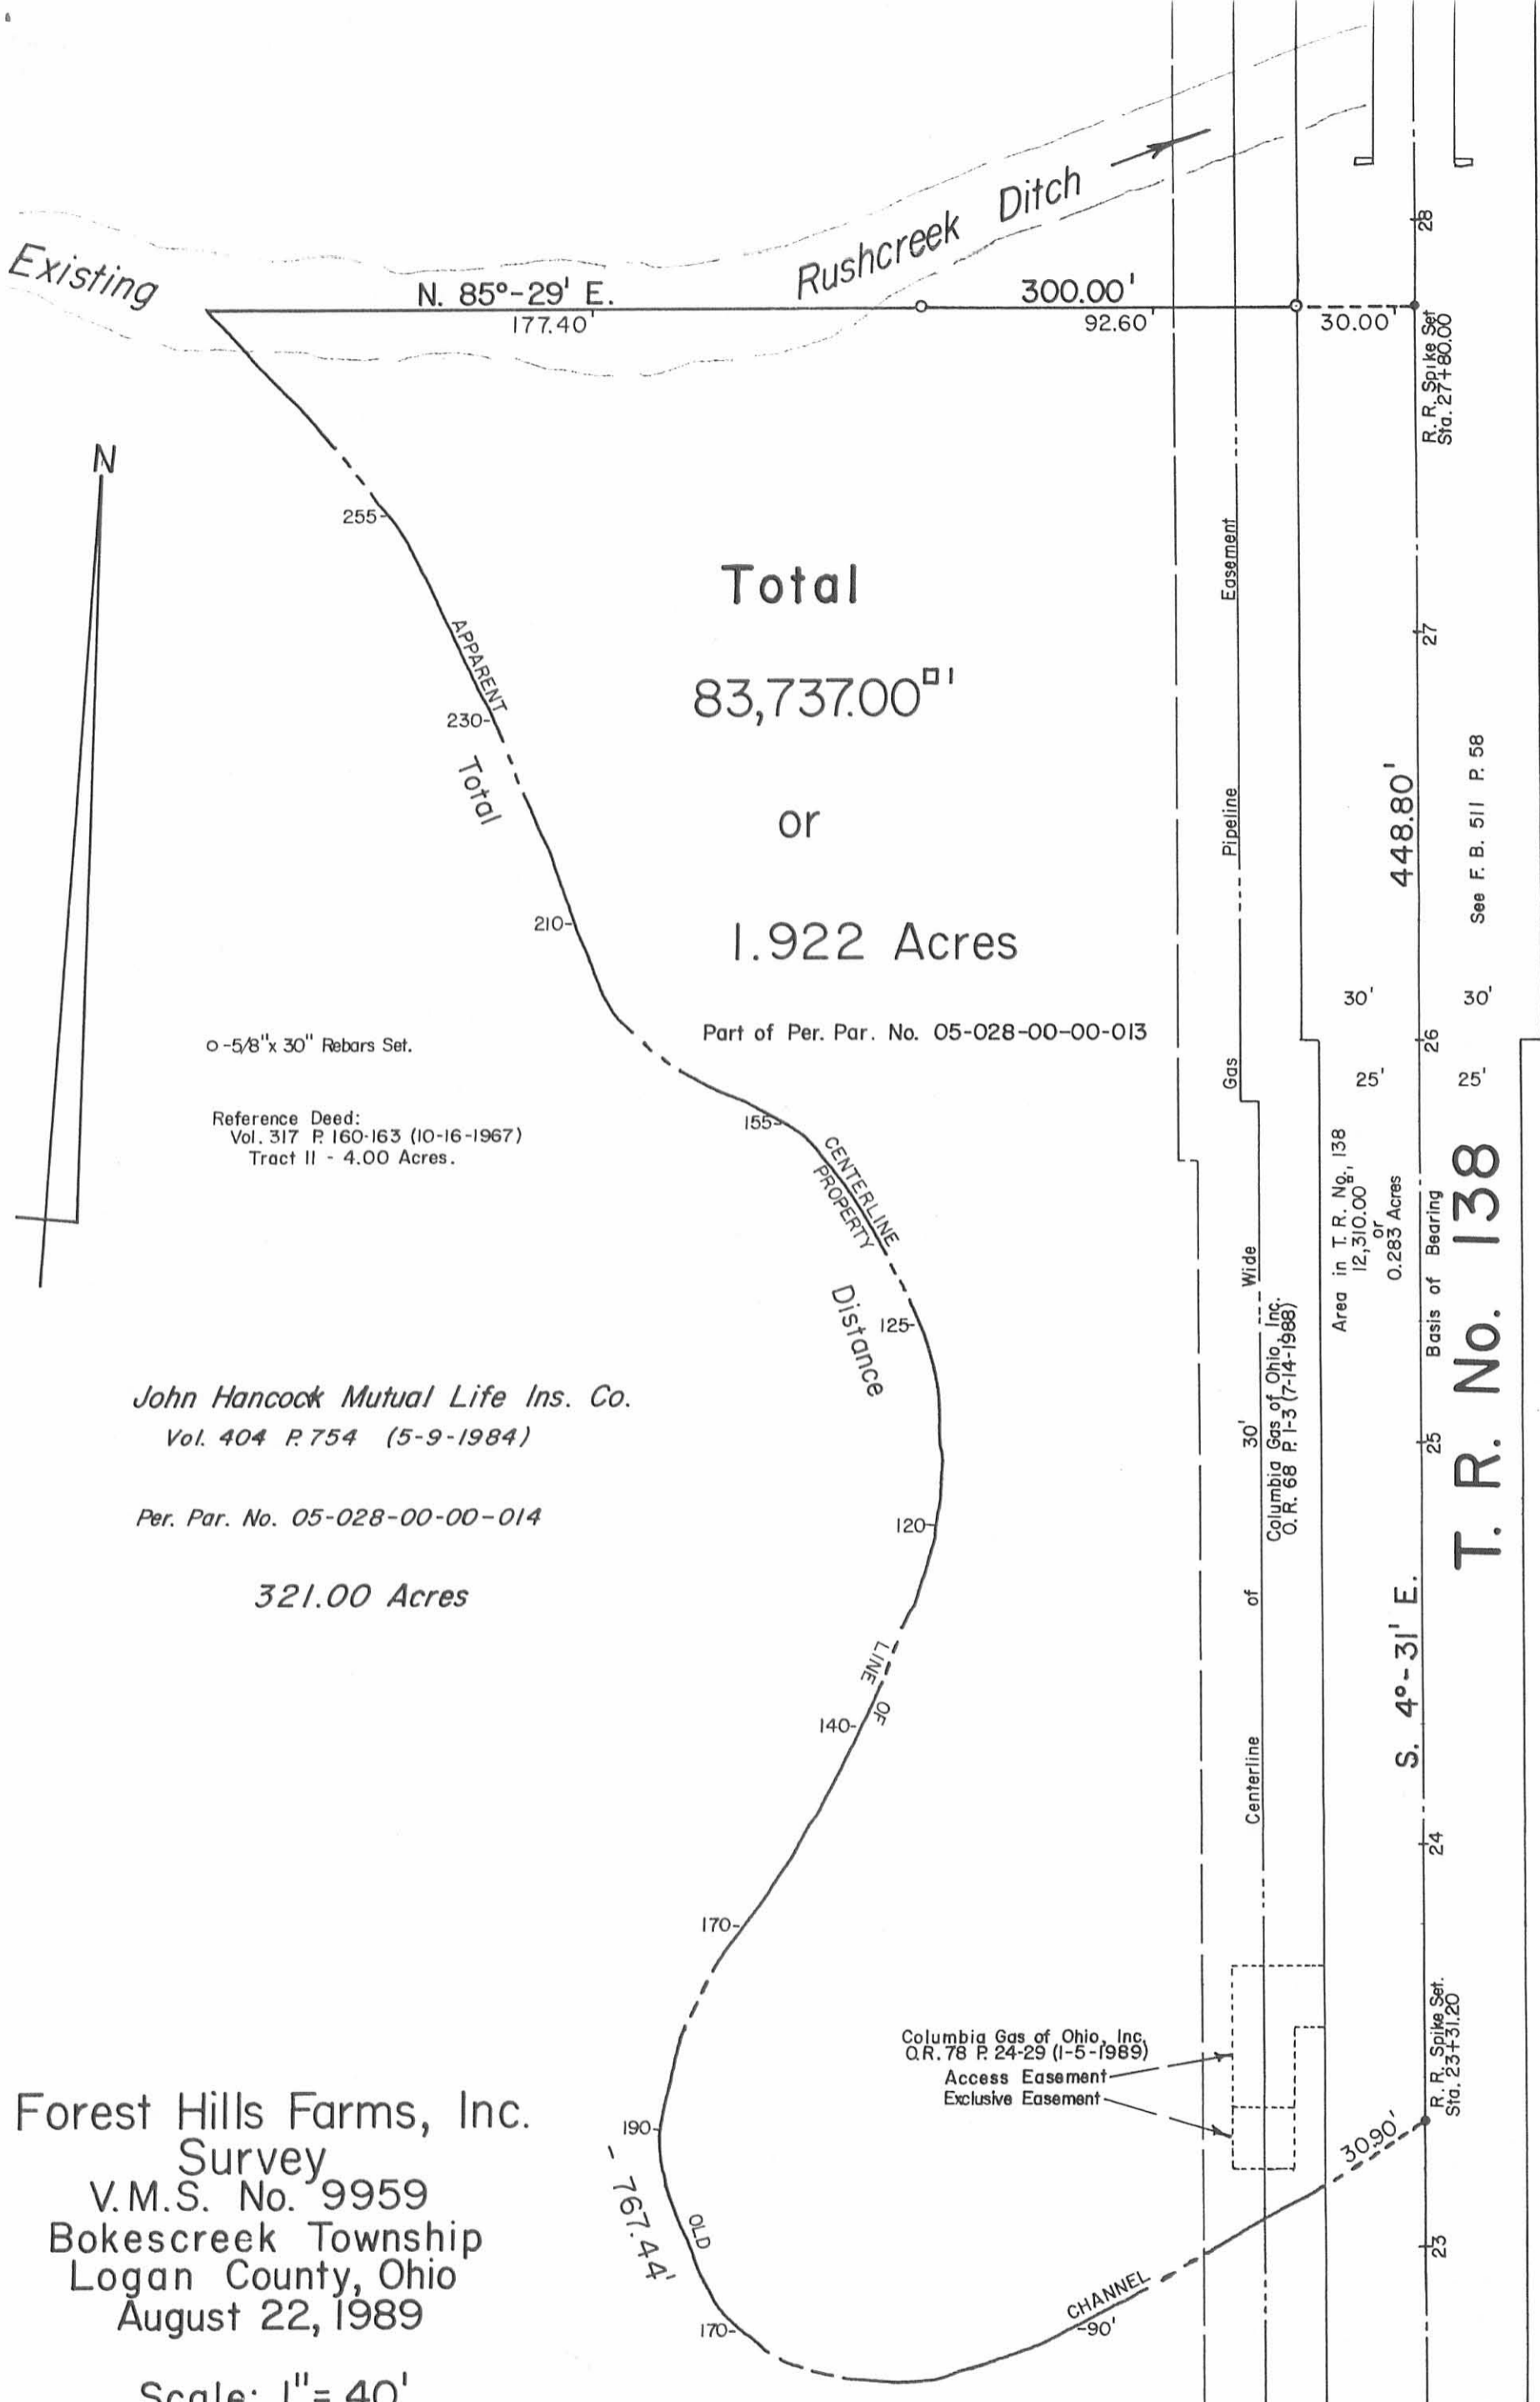 Existing
Rushcreek Ditch
N. 85°-29' E.
300.00'
177.40'
92.60'
30.00'
28
R. R. Spike Set
Sta. 27+80.00
N
255
APPARENT
230
Total
210
155
CENTERLINE
PROPERTY
Distance
125
120
LINE OF
140
170
190
- 767.44'
OLD
170
CHANNEL
90'
30.90'
Total
83,737.00 □'
or
1.922 Acres
Part of Per. Par. No. 05-028-00-00-013
o -5/8"x 30" Rebars Set.
Reference Deed:
Vol. 317 P. 160-163 (10-16-1967)
Tract II - 4.00 Acres.
John Hancock Mutual Life Ins. Co.
Vol. 404 P. 754 (5-9-1984)
Per. Par. No. 05-028-00-00-014
321.00 Acres
Centerline of 30' Wide Gas Pipeline Easement
Columbia Gas of Ohio, Inc.
O. R. 68 P. 1-3 (7-14-1988)
27
448.80'
See F. B. 511 P. 58
30'
30'
26
25'
25'
Area in T. R. No. 138
12,310.00 □'
or
0.283 Acres
Basis of Bearing
T. R. No. 138
25
S. 4°-31' E.
24
R. R. Spike Set.
Sta. 23+31.20
23
Columbia Gas of Ohio, Inc.
O.R. 78 P. 24-29 (1-5-1989)
Access Easement
Exclusive Easement
Forest Hills Farms, Inc.
Survey
V.M.S. No. 9959
Bokescreek Township
Logan County, Ohio
August 22, 1989
Scale: 1"= 40'